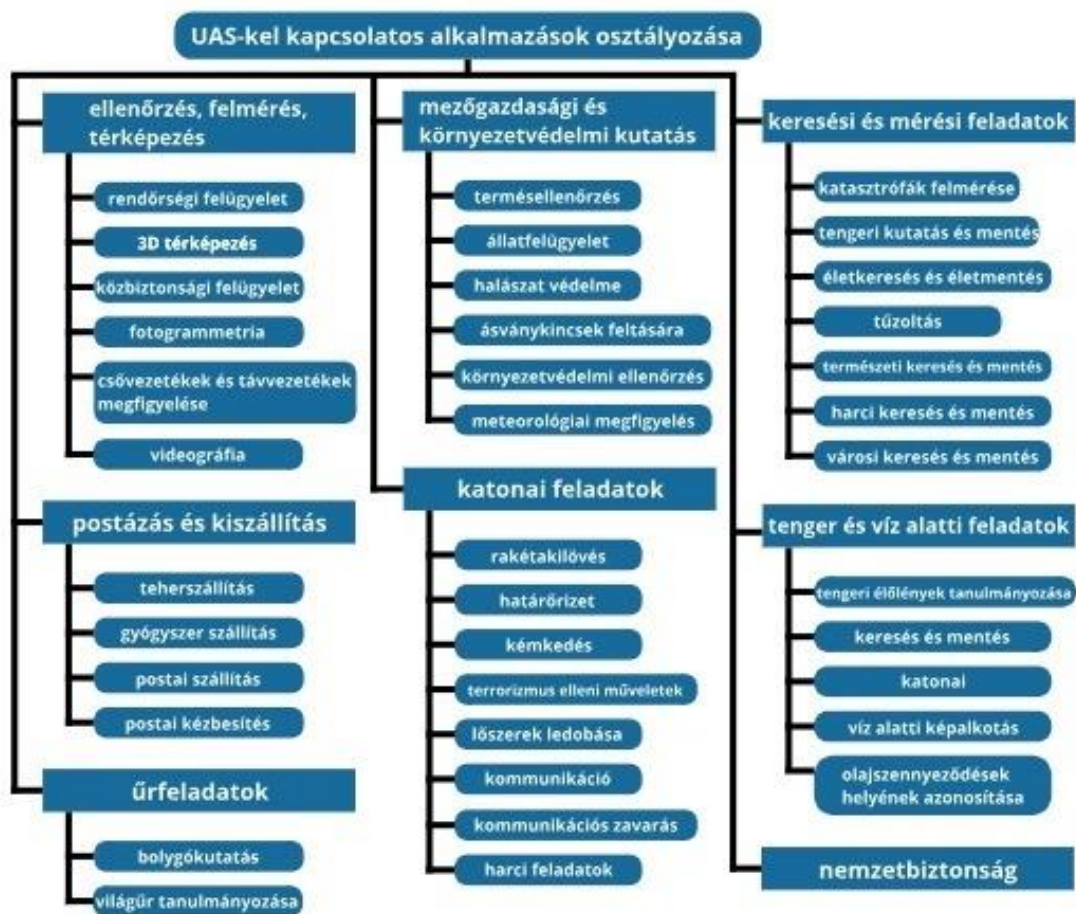 UAS-kel kapcsolatos alkalmazások osztályozása
ellenőrzés, felmérés,
térképezés
rendőrségi felügyelet
3D térképezés
közbiztonsági felügyelet
fotogrammetria
csővezetékek és távvezetékek
megfigyelése
videográfia
postázás és kiszállítás
teherszállítás
gyógyszer szállítás
postai szállítás
postai kézbesítés
űrfeladatok
bolygókutatás
világűr tanulmányozása
mezőgazdasági és
környezetvédelmi kutatás
termésellenőrzés
állatfelügyelet
halászat védelme
ásványkincsek feltására
környezetvédelmi ellenőrzés
meteorológiai megfigyelés
katonai feladatok
rakétakilövés
határőrizet
kémkedés
terrorizmus elleni műveletek
lőszerek ledobása
kommunikáció
kommunikációs zavarás
harci feladatok
keresési és mérési feladatok
katasztrófák felmérése
tengeri kutatás és mentés
életkeresés és életmentés
tűzoltás
természeti keresés és mentés
harci keresés és mentés
városi keresés és mentés
tenger és víz alatti feladatok
tengeri élőlények tanulmányozása
keresés és mentés
katonai
víz alatti képalkotás
olajszennyeződések
helyének azonosítása
nemzetbiztonság